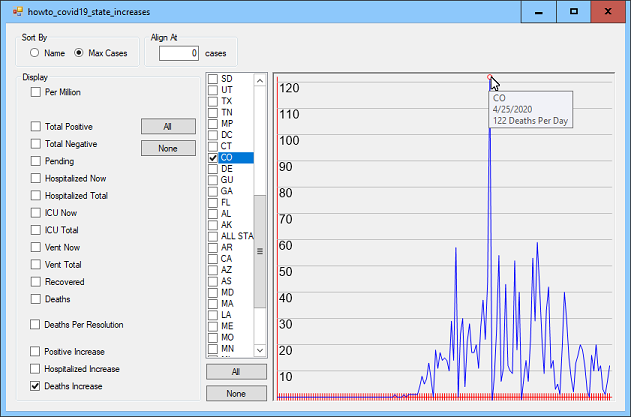 howto_covid19_state_increases
Sort By
Name
Max Cases
Align At
0 cases
Display
Per Million
Total Positive
Total Negative
Pending
Hospitalized Now
Hospitalized Total
ICU Now
ICU Total
Vent Now
Vent Total
Recovered
Deaths
Deaths Per Resolution
Positive Increase
Hospitalized Increase
Deaths Increase
All
None
SD
UT
TX
TN
MP
DC
CT
CO
DE
GU
GA
FL
AL
AK
ALL STA
AR
CA
AZ
AS
MD
MA
LA
ME
MO
MN
All
None
120
110
100
90
80
70
60
50
40
30
20
10
CO
4/25/2020
122 Deaths Per Day